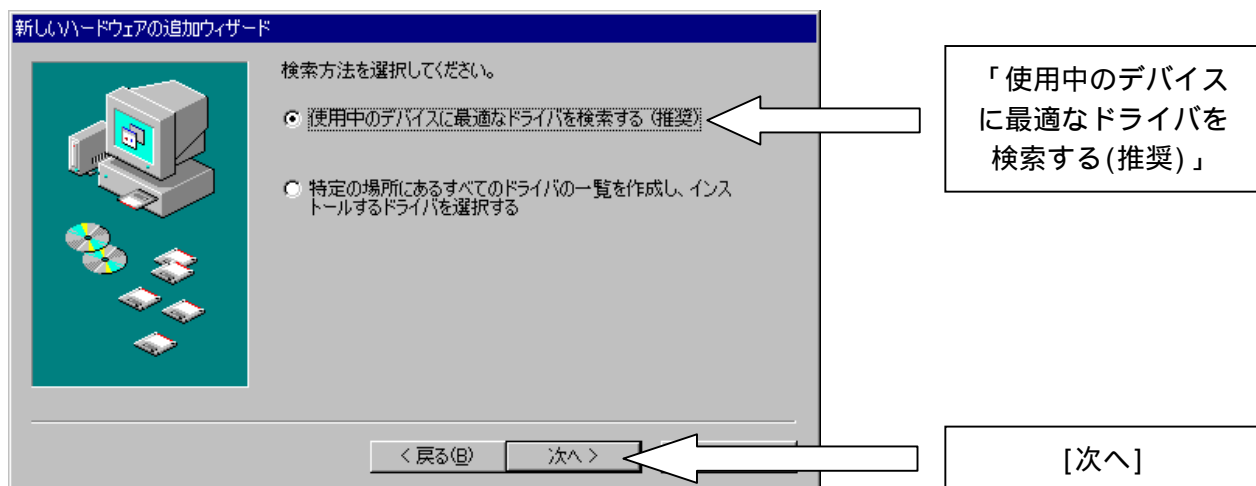 新しいハードウェアの追加ウィザード
検索方法を選択してください。
使用中のデバイスに最適なドライバを検索する (推奨)
特定の場所にあるすべてのドライバの一覧を作成し、インス
トールするドライバを選択する
< 戻る(B)
次へ >
「使用中のデバイス
に最適なドライバを
検索する(推奨)」
[次へ]